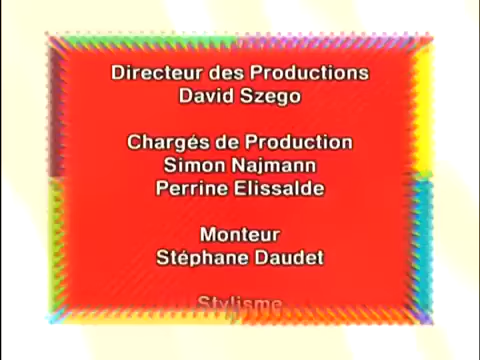 Directeur des Productions
David Szego
Chargés de Production
Simon Najmann
Perrine Elissalde
Monteur
Stéphane Daudet
Stylisme